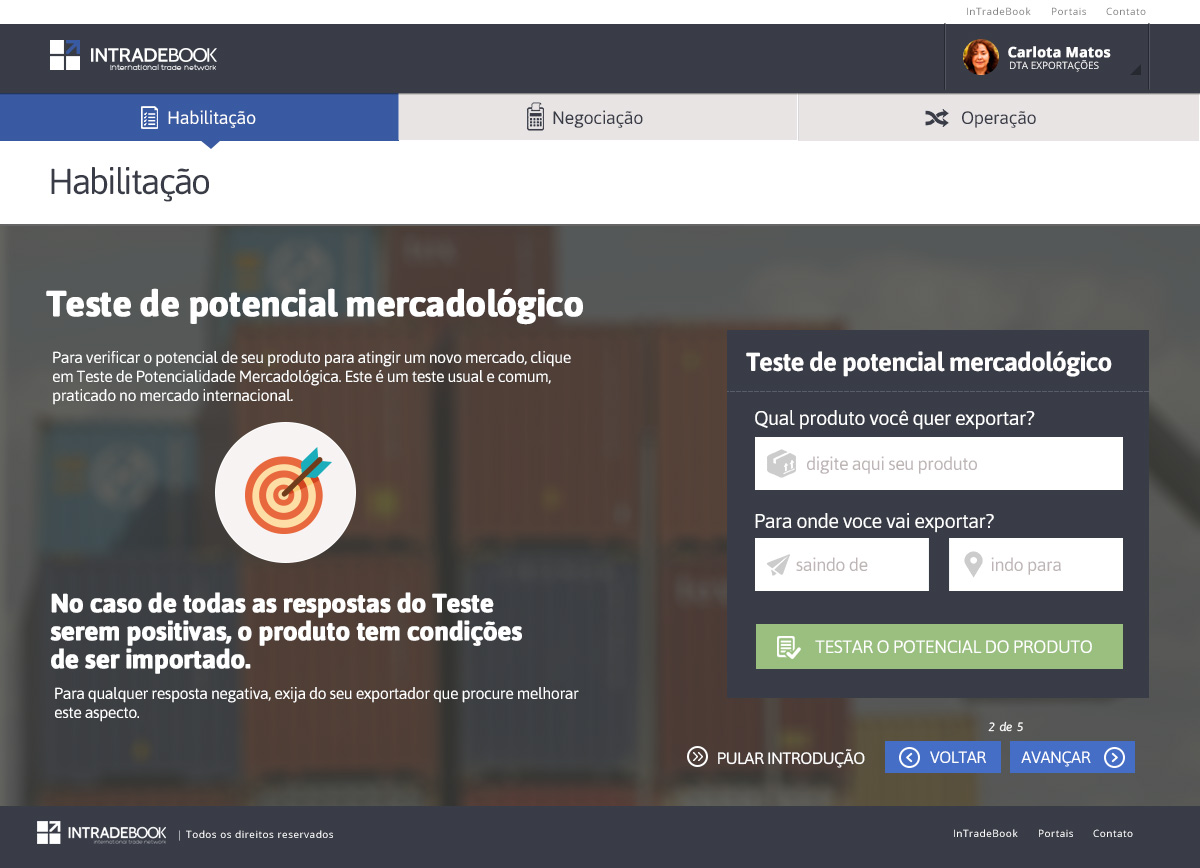 InTradeBook Portais Contato
INTRADEBOOK
international trade network
Carlota Matos
DTA EXPORTAÇÕES
Habilitação
Negociação
Operação
Habilitação
Teste de potencial mercadológico
Para verificar o potencial de seu produto para atingir um novo mercado, clique
em Teste de Potencialidade Mercadológica. Este é um teste usual e comum,
praticado no mercado internacional.
No caso de todas as respostas do Teste
serem positivas, o produto tem condições
de ser importado.
Para qualquer resposta negativa, exija do seu exportador que procure melhorar
este aspecto.
Teste de potencial mercadológico
Qual produto você quer exportar?
digite aqui seu produto
Para onde voce vai exportar?
saindo de
indo para
TESTAR O POTENCIAL DO PRODUTO
2 de 5
PULAR INTRODUÇÃO
VOLTAR
AVANÇAR
INTRADEBOOK
international trade network
| Todos os direitos reservados
InTradeBook Portais Contato